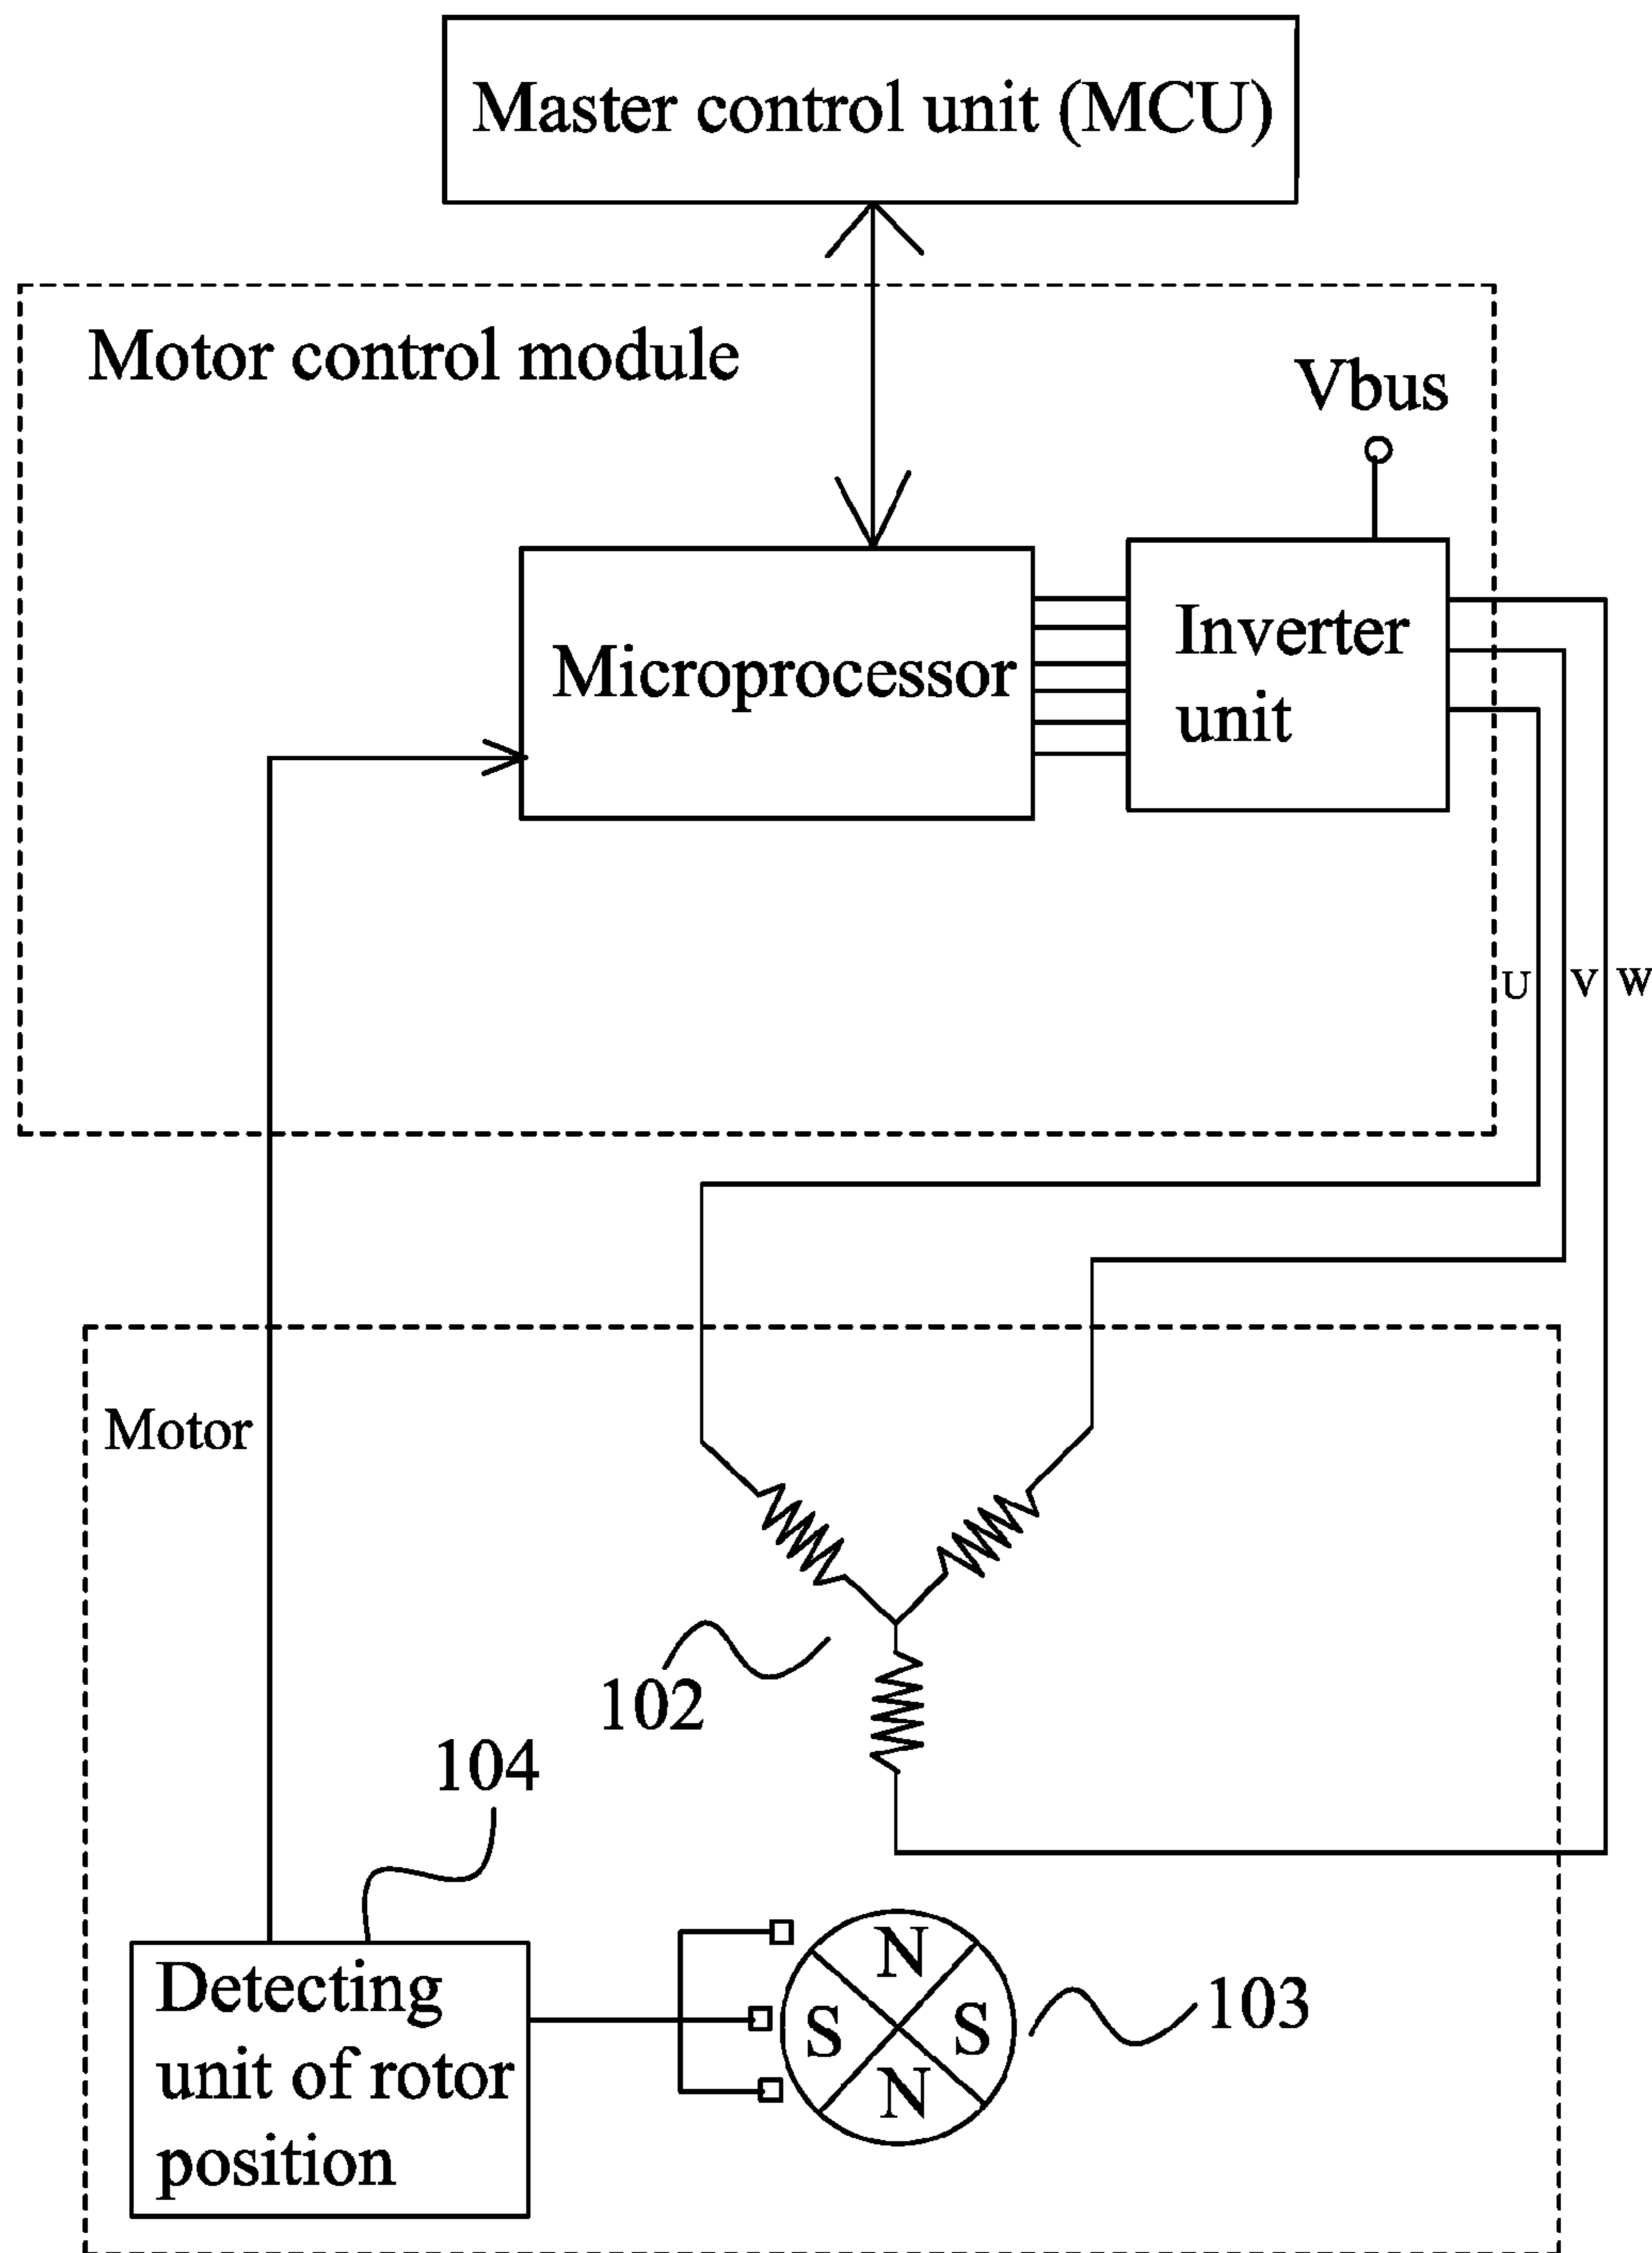 Master control unit (MCU)
Motor control module
Vbus
Microprocessor
Inverter
unit
U
V
W
Motor
102
104
Detecting
unit of rotor
position
N
S
S
N
103